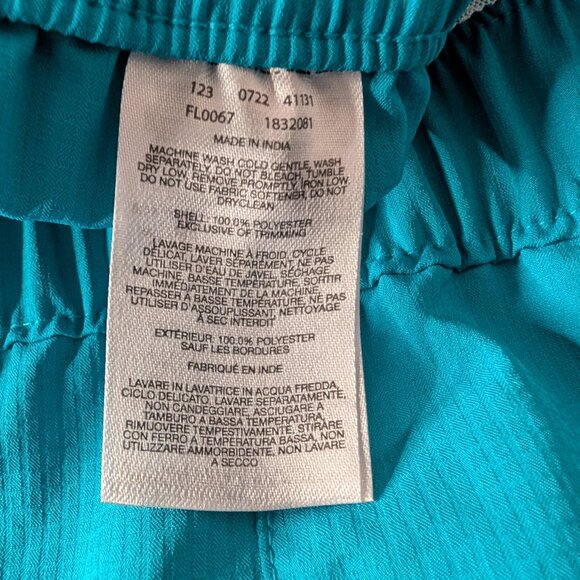 123 0722 41131
FL0067 1832081
MADE IN INDIA
MACHINE WASH COLD GENTLE, WASH
SEPARATELY, DO NOT BLEACH, TUMBLE
DRY LOW, REMOVE PROMPTLY, IRON LOW,
DO NOT USE FABRIC SOFTENER, DO NOT
DRYCLEAN
SHELL: 100.0% POLYESTER
EXCLUSIVE OF TRIMMING
LAVAGE MACHINE À FROID, CYCLE
DÉLICAT, LAVER SÉPARÉMENT, NE PAS
UTILISER D'EAU DE JAVEL, SÉCHAGE
MACHINE BASSE TEMPÉRATURE, SORTIR
IMMÉDIATEMENT DE LA MACHINE,
REPASSER À BASSE TEMPÉRATURE, NE PAS
UTILISER D'ASSOUPLISSANT, NETTOYAGE
À SEC INTERDIT
EXTÉRIEUR: 100.0% POLYESTER
SAUF LES BORDURES
FABRIQUÉ EN INDE
LAVARE IN LAVATRICE IN ACQUA FREDDA,
CICLO DELICATO, LAVARE SEPARATAMENTE,
NON CANDEGGIARE, ASCIUGARE A
TAMBURO A BASSA TEMPERATURA,
RIMUOVERE TEMPESTIVAMENTE, STIRARE
CON FERRO A TEMPERATURA BASSA, NON
UTILIZZARE AMMORBIDENTE, NON LAVARE
A SECCO